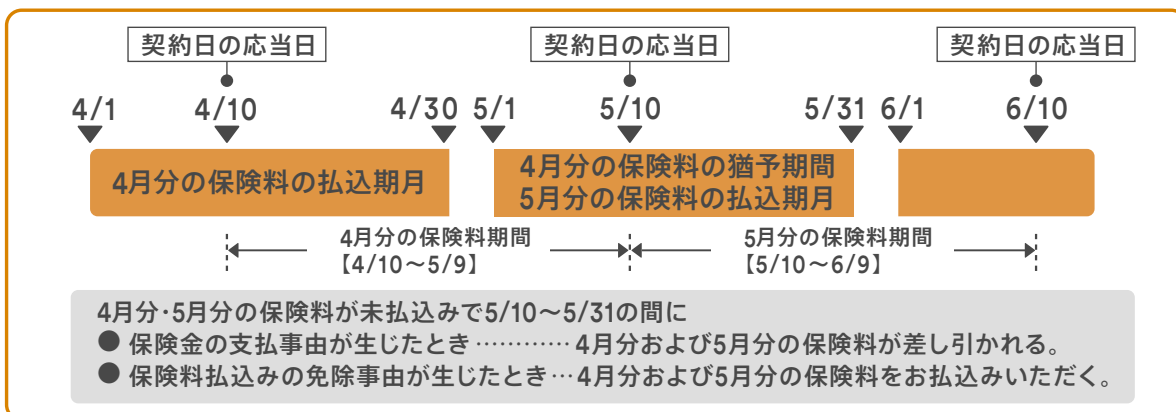 契約日の応当日 契約日の応当日 契約日の応当日
4/1 4/10 4/30 5/1 5/10 5/31 6/1 6/10
4月分の保険料の払込期月
4月分の保険料の猶予期間
5月分の保険料の払込期月
4月分の保険料期間
【4/10～5/9】
5月分の保険料期間
【5/10～6/9】
4月分・5月分の保険料が未払込みで5/10～5/31の間に
● 保険金の支払事由が生じたとき………… 4月分および5月分の保険料が差し引かれる。
● 保険料払込みの免除事由が生じたとき…4月分および5月分の保険料をお払込みいただく。